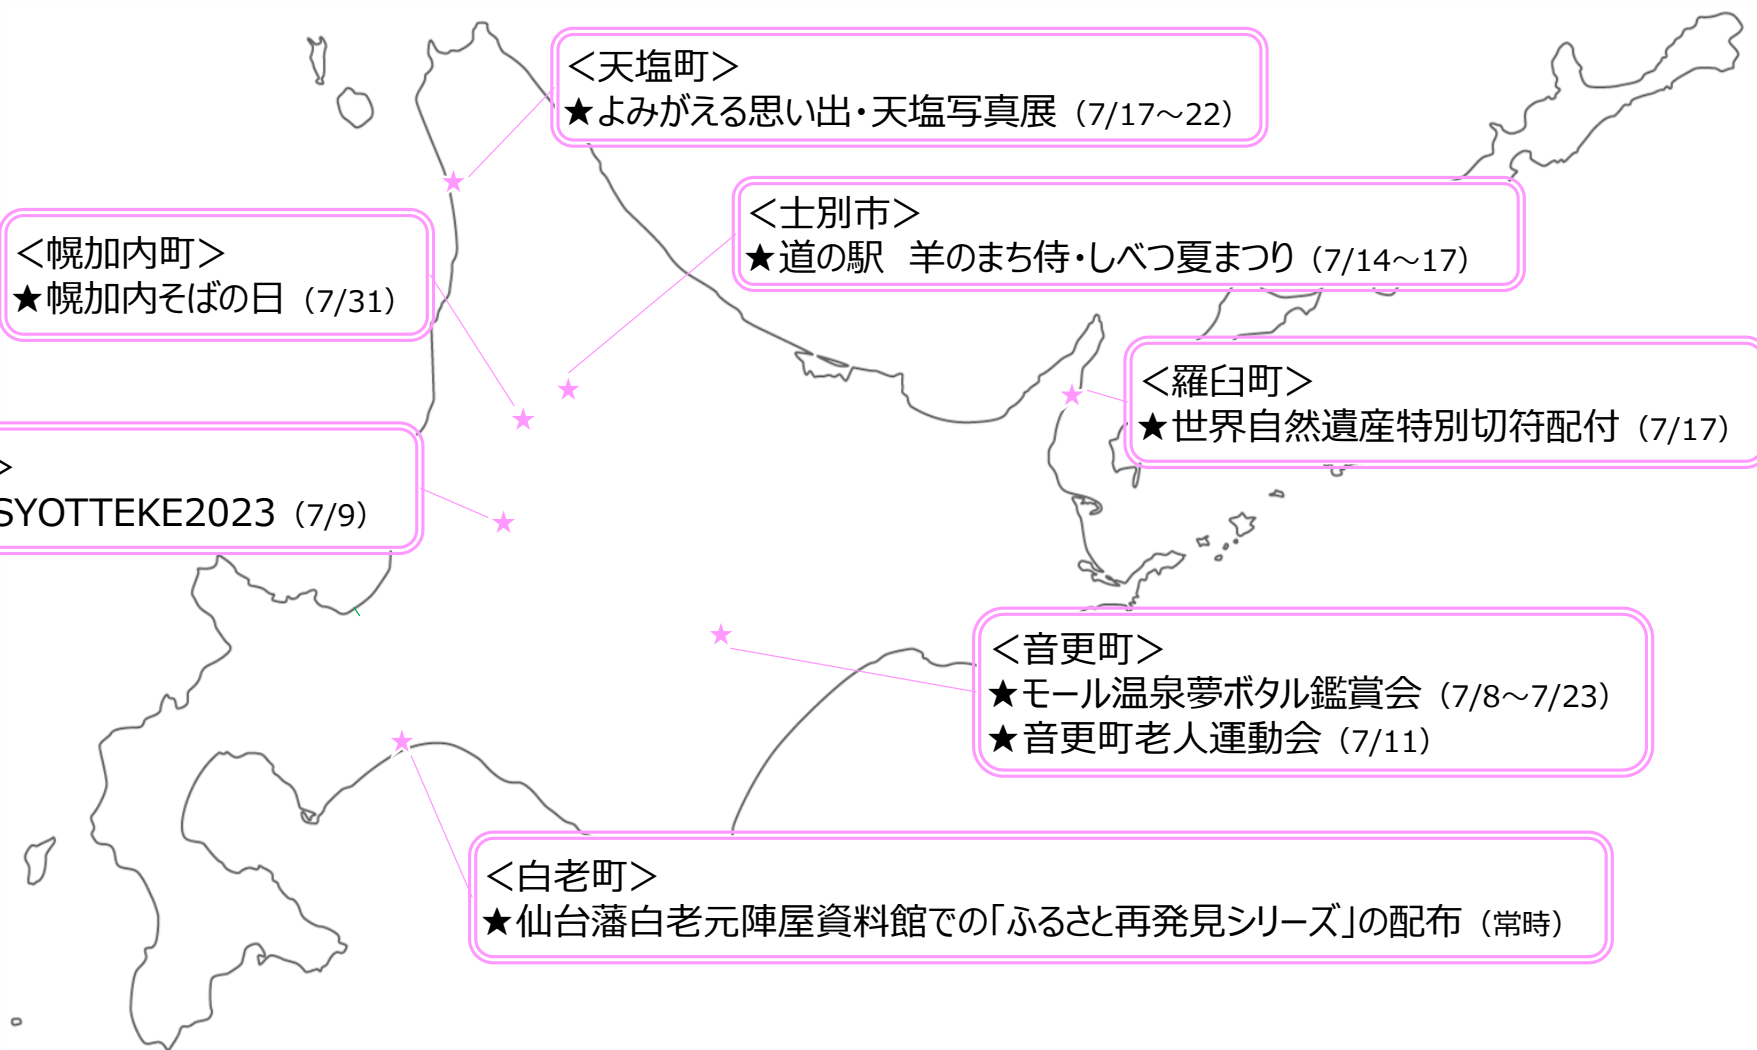 ＜天塩町＞
★よみがえる思い出・天塩写真展（7/17～22）
＜士別市＞
★道の駅　羊のまち侍・しべつ夏まつり（7/14～17）
＜幌加内町＞
★幌加内そばの日（7/31）
＜羅臼町＞
★世界自然遺産特別切符配付（7/17）
＞
SYOTTEKE2023（7/9）
＜音更町＞
★モール温泉夢ボタル鑑賞会（7/8～7/23）
★音更町老人運動会（7/11）
＜白老町＞
★仙台藩白老元陣屋資料館での「ふるさと再発見シリーズ」の配布（常時）